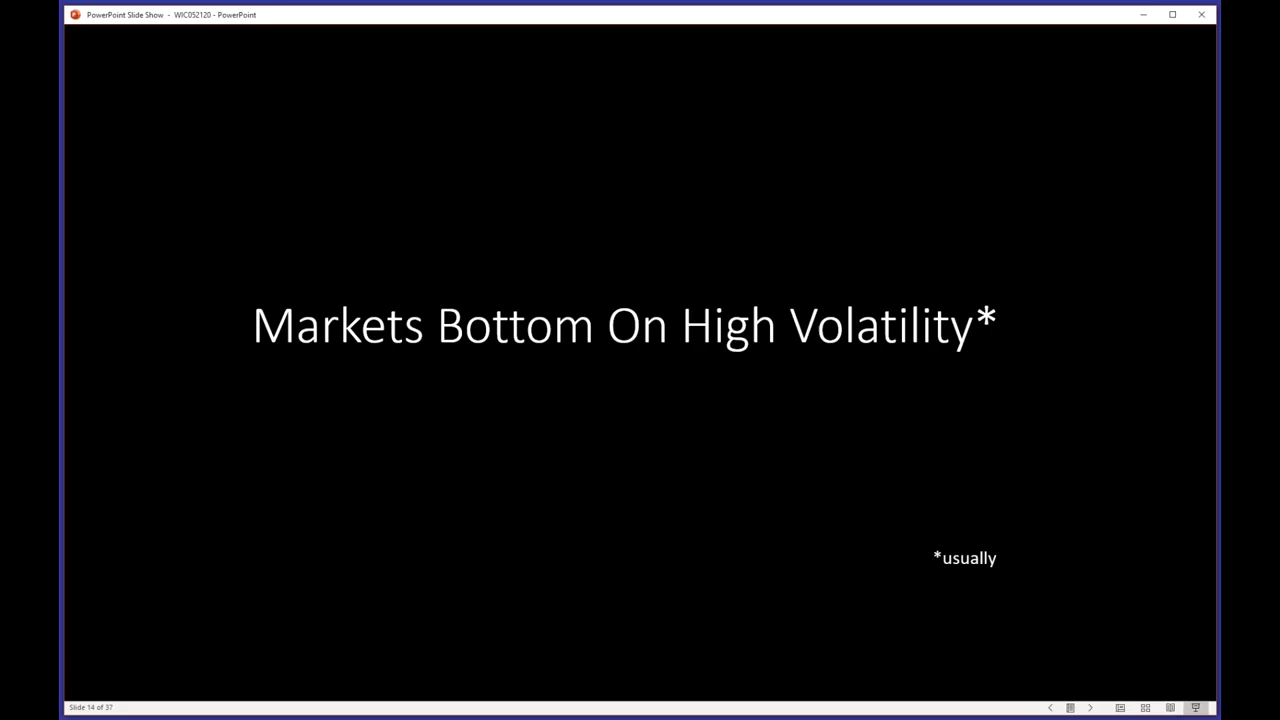 PowerPoint Slide Show - WIC052120 - PowerPoint
Markets Bottom On High Volatility*
*usually
Slide 14 of 37